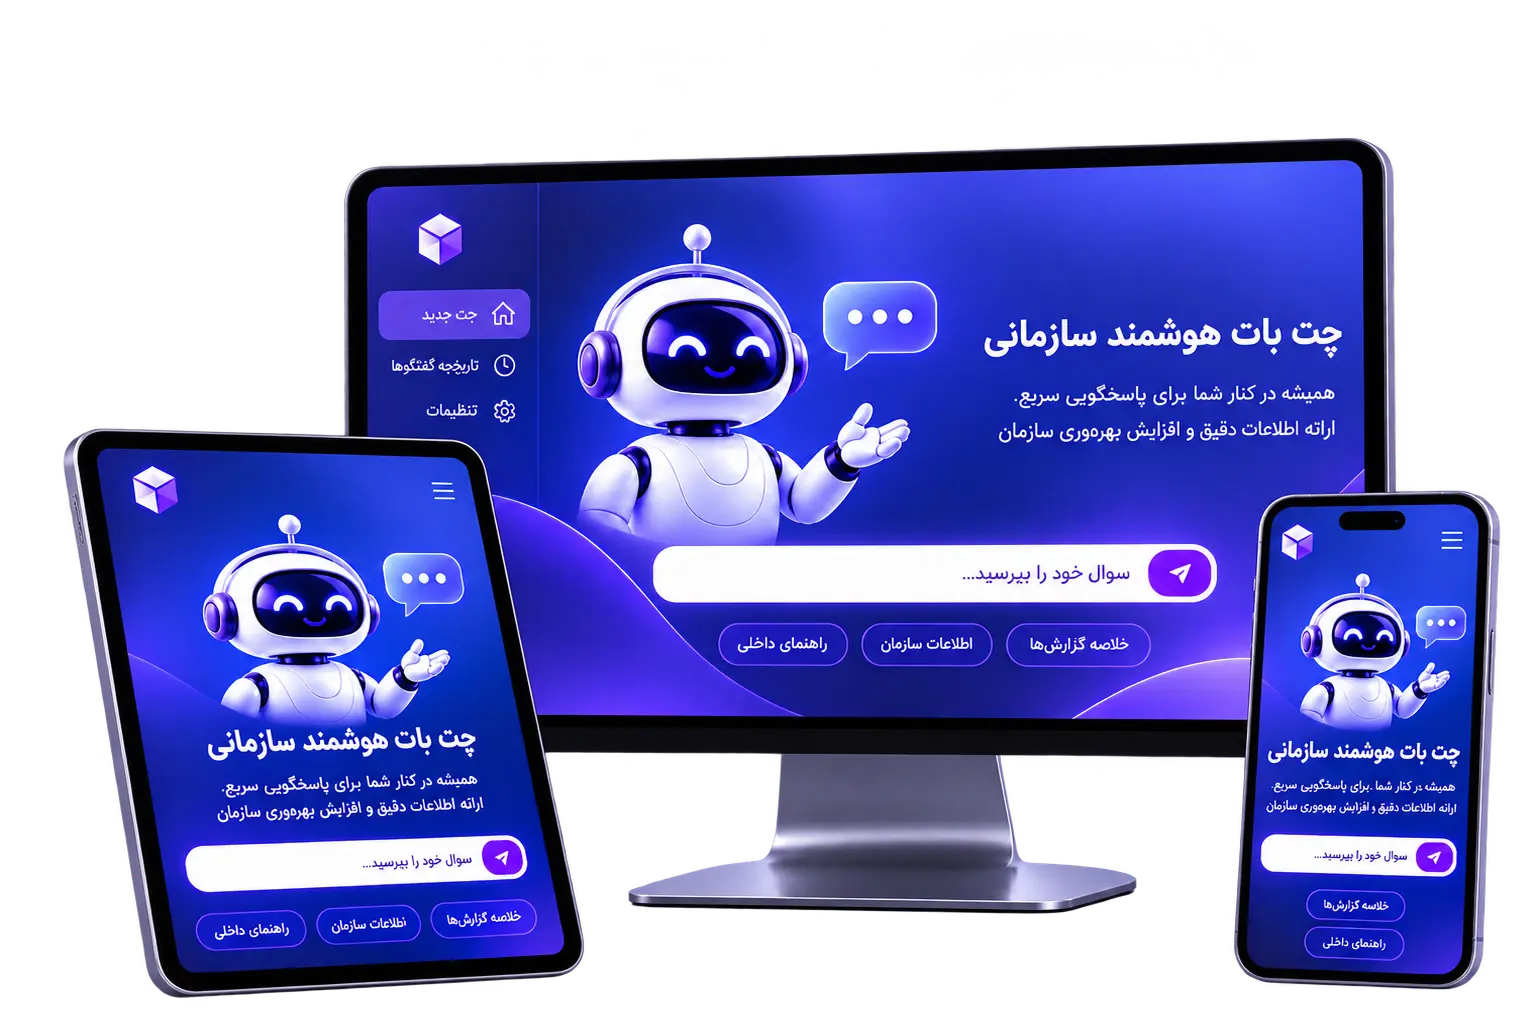 چت جدید
تاریخچه گفتگوها
تنظیمات
چت بات هوشمند سازمانی
همیشه در کنار شما برای پاسخگویی سریع.
ارائه اطلاعات دقیق و افزایش بهره‌وری سازمان
سوال خود را بپرسید...
خلاصه گزارش‌ها
اطلاعات سازمان
راهنمای داخلی
چت بات هوشمند سازمانی
همیشه در کنار شما برای پاسخگویی سریع.
ارائه اطلاعات دقیق و افزایش بهره‌وری سازمان
سوال خود را بپرسید...
خلاصه گزارش‌ها
اطلاعات سازمان
راهنمای داخلی
چت بات هوشمند سازمانی
همیشه در کنار شما برای پاسخگویی سریع.
ارائه اطلاعات دقیق و افزایش بهره‌وری سازمان
سوال خود را بپرسید...
خلاصه گزارش‌ها
راهنمای داخلی